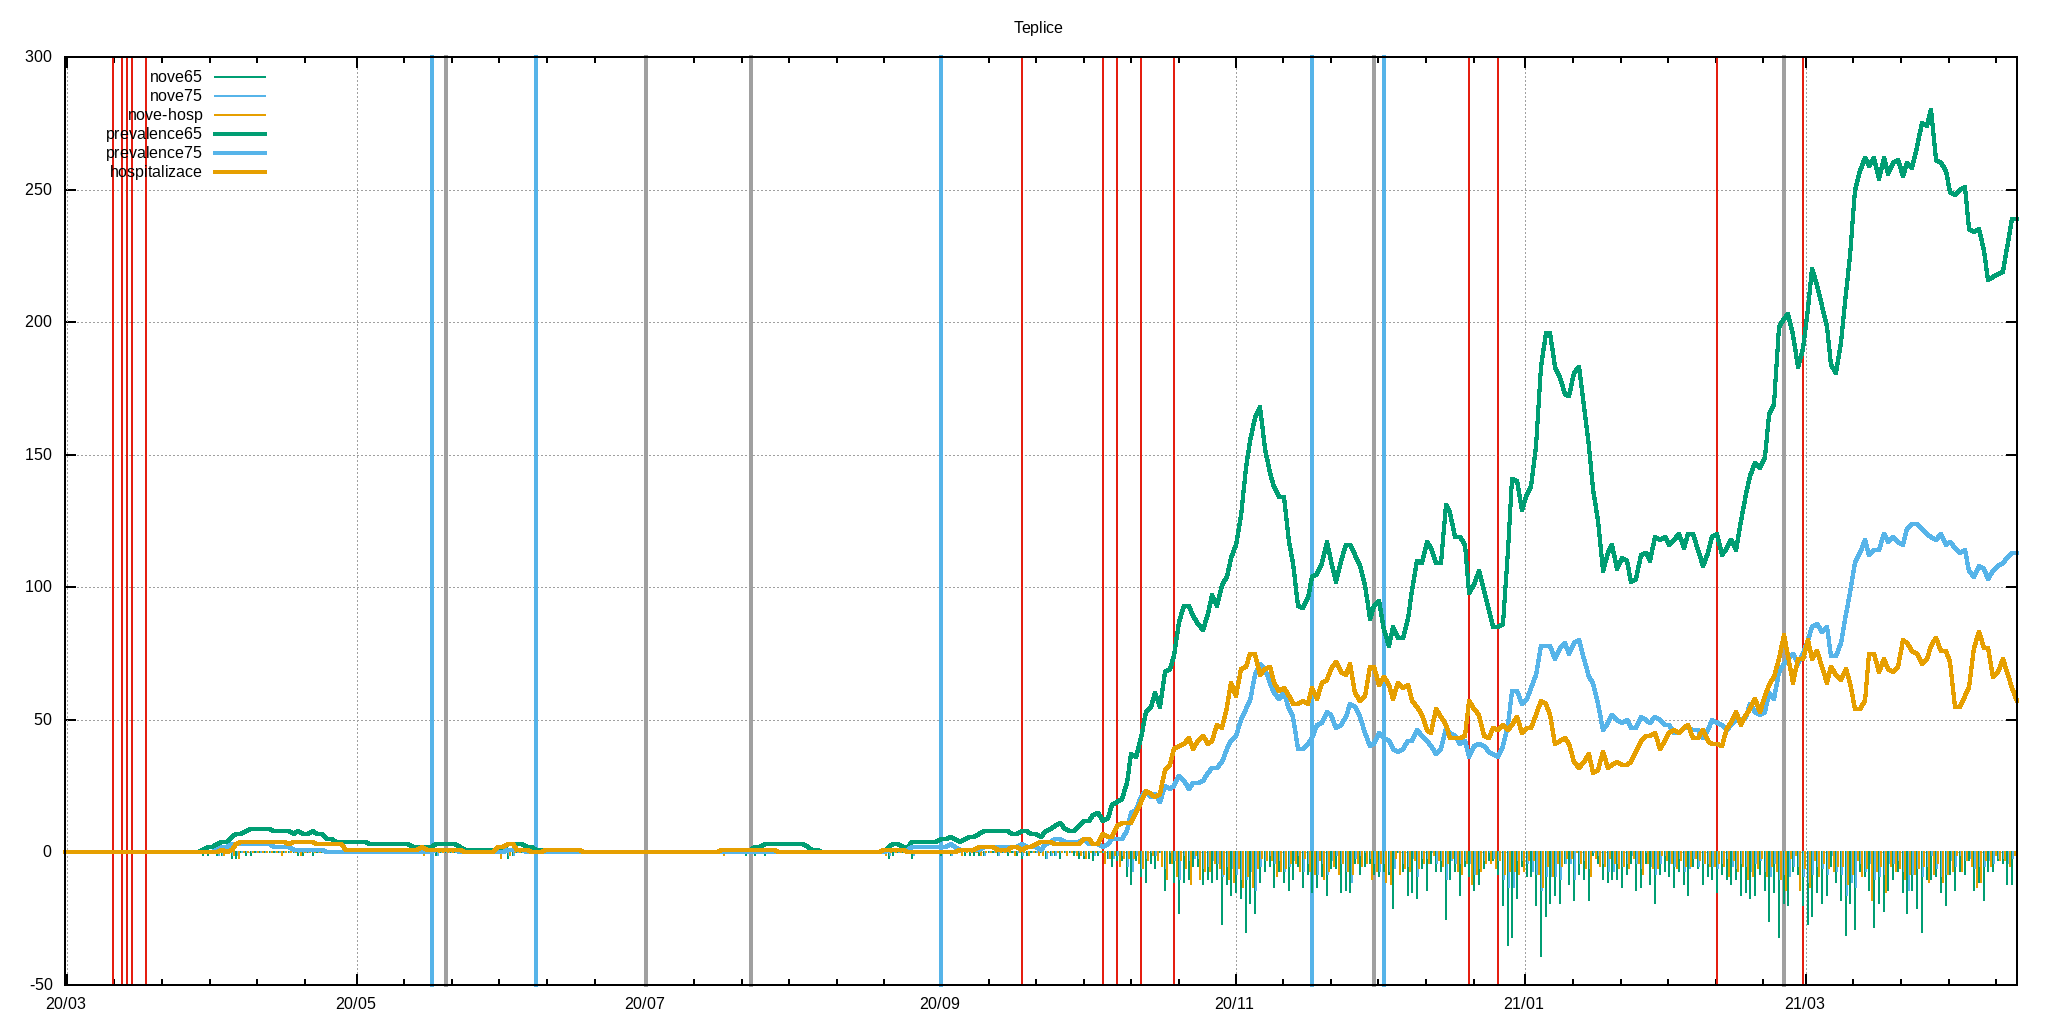 Teplice
300
250
200
150
100
50
0
-50
nove65
nove75
nove-hosp
prevalence65
prevalence75
hospitalizace
20/03 20/05 20/07 20/09 20/11 21/01 21/03